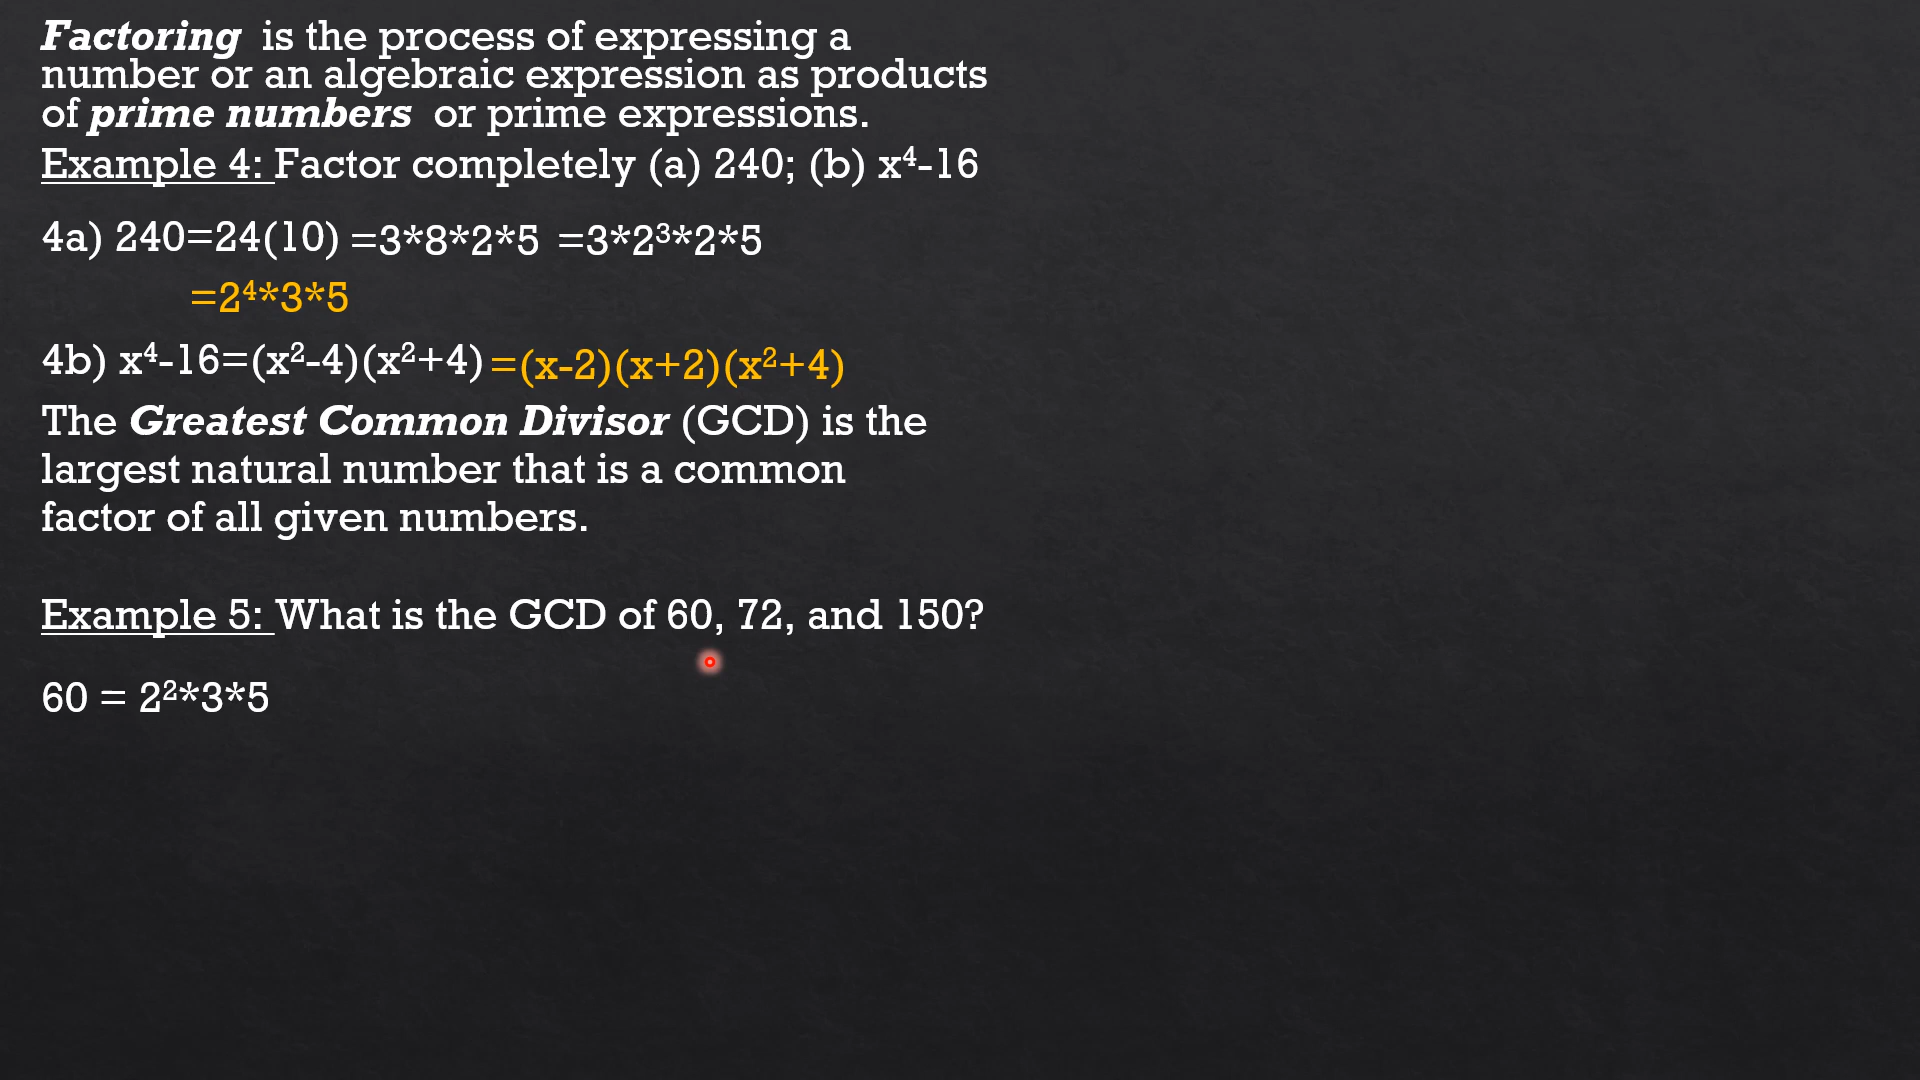 Factoring is the process of expressing a
number or an algebraic expression as products
of prime numbers or prime expressions.
Example 4: Factor completely (a) 240; (b) x⁴-16
4a) 240=24(10) =3*8*2*5 =3*2³*2*5
=2⁴*3*5
4b) x⁴-16=(x²-4)(x²+4) =(x-2)(x+2)(x²+4)
The Greatest Common Divisor (GCD) is the
largest natural number that is a common
factor of all given numbers.
Example 5: What is the GCD of 60, 72, and 150?
60 = 2²*3*5